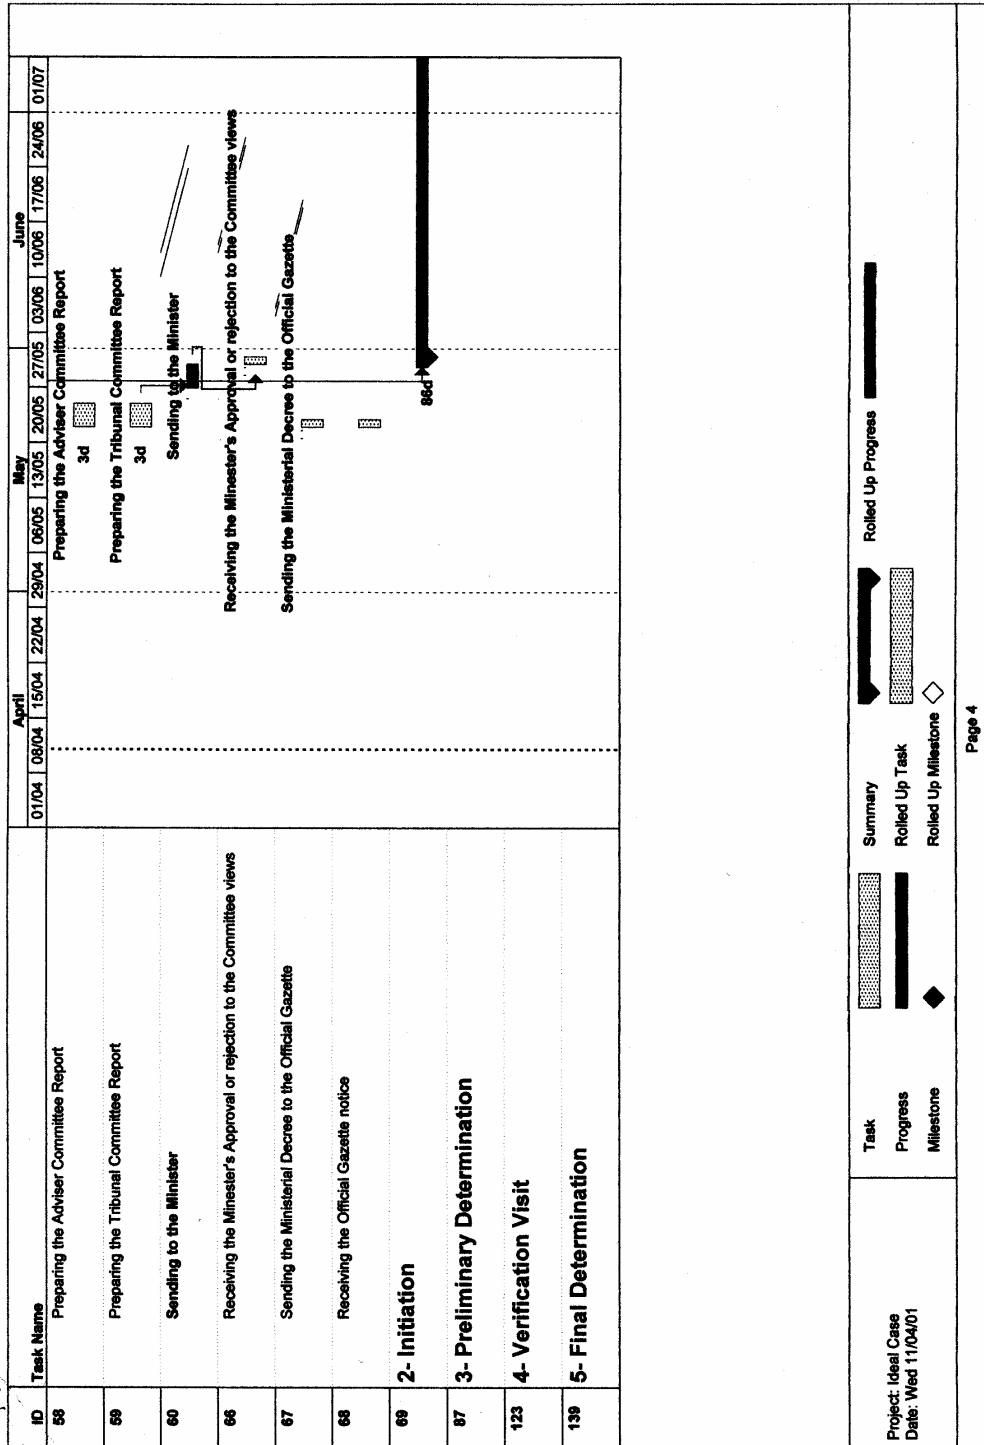 ID
Task Name
April
May
June
01/04
08/04
15/04
22/04
29/04
06/05
13/05
20/05
27/05
03/06
10/06
17/06
24/06
01/07
58
Preparing the Adviser Committee Report
Preparing the Adviser Committee Report
3d
59
Preparing the Tribunal Committee Report
Preparing the Tribunal Committee Report
3d
60
Sending to the Minister
Sending to the Minister
66
Receiving the Minester's Approval or rejection to the Committee views
Receiving the Minester's Approval or rejection to the Committee views
67
Sending the Ministerial Decree to the Official Gazette
Sending the Ministerial Decree to the Official Gazette
68
Receiving the Official Gazette notice
69
2- Initiation
86d
87
3- Preliminary Determination
123
4- Verification Visit
139
5- Final Determination
Project: Ideal Case
Date: Wed 11/04/01
Task
Progress
Milestone
Summary
Rolled Up Task
Rolled Up Milestone
Rolled Up Progress
Page 4